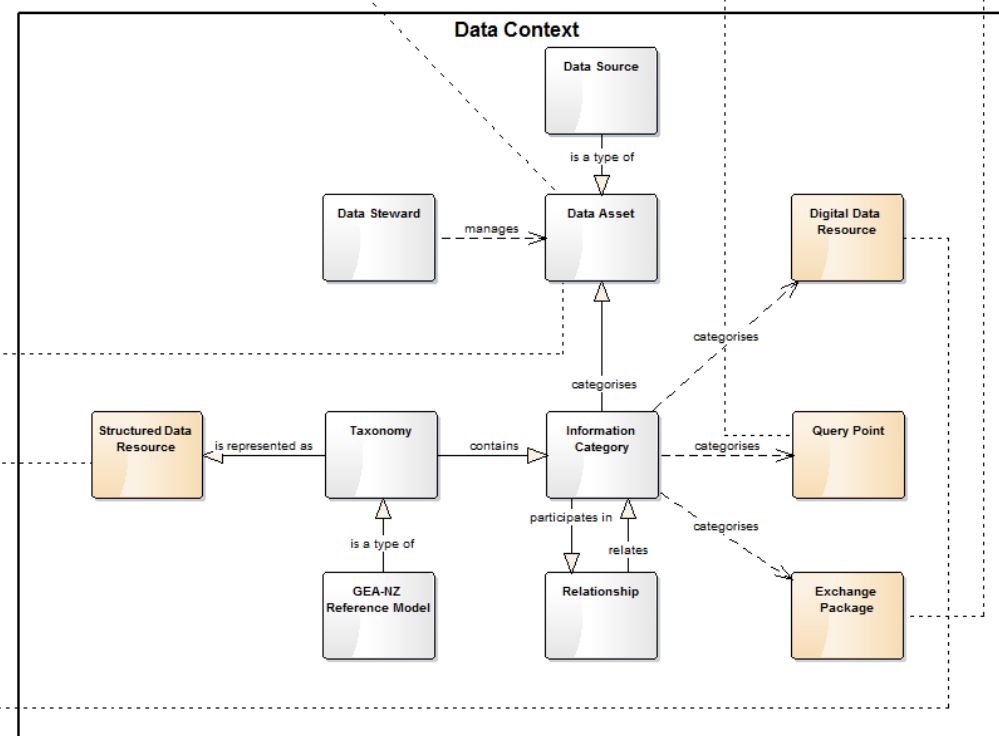 Data Context
Data Source
is a type of
Data Steward
manages
Data Asset
Digital Data
Resource
categorises
categorises
Structured Data
Resource
is represented as
Taxonomy
contains
Information
Category
categorises
Query Point
participates in
categorises
is a type of
relates
GEA-NZ
Reference Model
Relationship
Exchange
Package